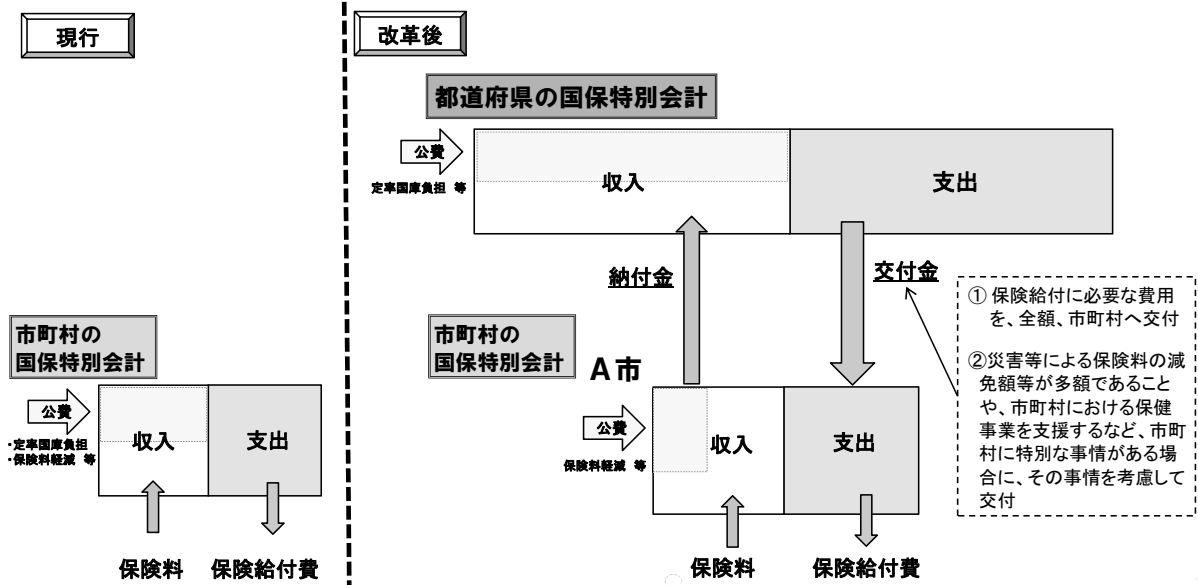 現行
市町村の
国保特別会計
公費
・定率国庫負担
・保険料軽減 等
収入
支出
保険料
保険給付費
改革後
都道府県の国保特別会計
公費
定率国庫負担 等
収入
支出
納付金
交付金
市町村の
国保特別会計
A市
公費
保険料軽減 等
収入
支出
保険料
保険給付費
① 保険給付に必要な費用
を、全額、市町村へ交付
②災害等による保険料の減
免額等が多額であること
や、市町村における保健
事業を支援するなど、市町
村に特別な事情がある場
合に、その事情を考慮して
交付